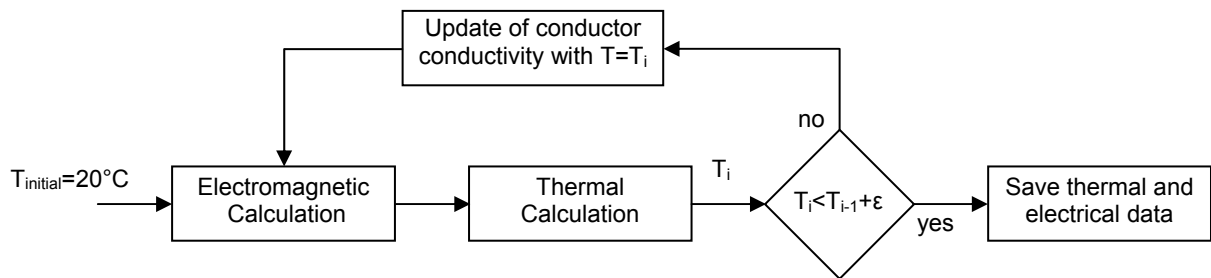 Update of conductor
conductivity with T=Tᵢ
no
T_initial=20°C
Electromagnetic
Calculation
Thermal
Calculation
Tᵢ
Tᵢ<Tᵢ₋₁+ε
yes
Save thermal and
electrical data